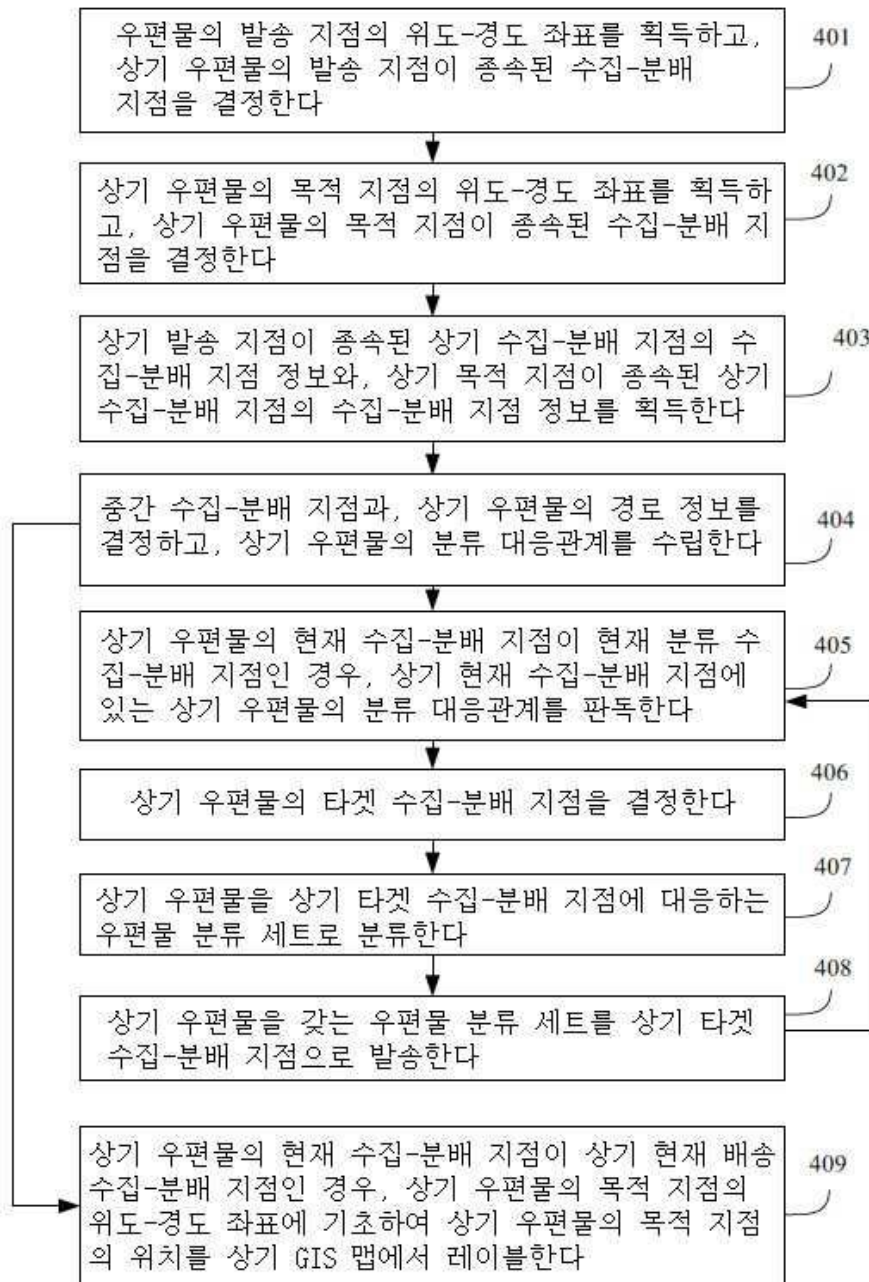 우편물의 발송 지점의 위도-경도 좌표를 획득하고,
상기 우편물의 발송 지점이 종속된 수집-분배
지점을 결정한다
401
상기 우편물의 목적 지점의 위도-경도 좌표를 획득하
고, 상기 우편물의 목적 지점이 종속된 수집-분배 지
점을 결정한다
402
상기 발송 지점이 종속된 상기 수집-분배 지점의 수
집-분배 지점 정보와, 상기 목적 지점이 종속된 상기
수집-분배 지점의 수집-분배 지점 정보를 획득한다
403
중간 수집-분배 지점과, 상기 우편물의 경로 정보를
결정하고, 상기 우편물의 분류 대응관계를 수립한다
404
상기 우편물의 현재 수집-분배 지점이 현재 분류 수
집-분배 지점인 경우, 상기 현재 수집-분배 지점에
있는 상기 우편물의 분류 대응관계를 판독한다
405
상기 우편물의 타겟 수집-분배 지점을 결정한다
406
상기 우편물을 상기 타겟 수집-분배 지점에 대응하는
우편물 분류 세트로 분류한다
407
상기 우편물을 갖는 우편물 분류 세트를 상기 타겟
수집-분배 지점으로 발송한다
408
상기 우편물의 현재 수집-분배 지점이 상기 현재 배송
수집-분배 지점인 경우, 상기 우편물의 목적 지점의
위도-경도 좌표에 기초하여 상기 우편물의 목적 지점
의 위치를 상기 GIS 맵에서 레이블한다
409